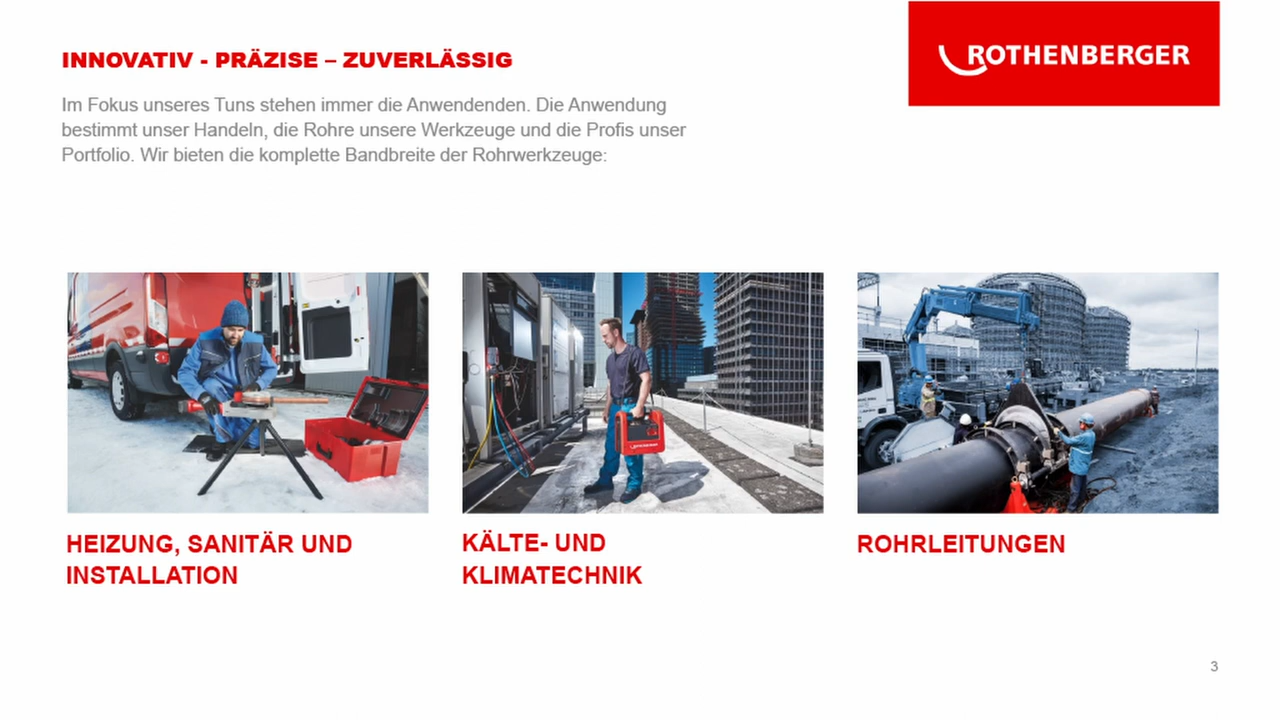 INNOVATIV - PRÄZISE – ZUVERLÄSSIG
ROTHENBERGER
Im Fokus unseres Tuns stehen immer die Anwendenden. Die Anwendung
bestimmt unser Handeln, die Rohre unsere Werkzeuge und die Profis unser
Portfolio. Wir bieten die komplette Bandbreite der Rohrwerkzeuge:
ROTHENBERGER
HEIZUNG, SANITÄR UND
INSTALLATION
KÄLTE- UND
KLIMATECHNIK
ROHRLEITUNGEN
3